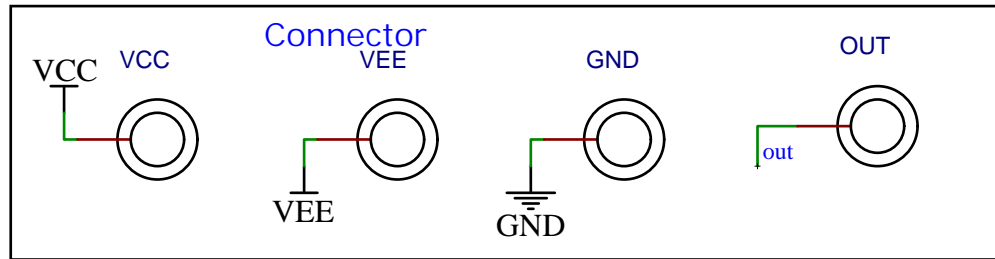 Connector
VCC
VCC
VEE
VEE
GND
GND
OUT
out